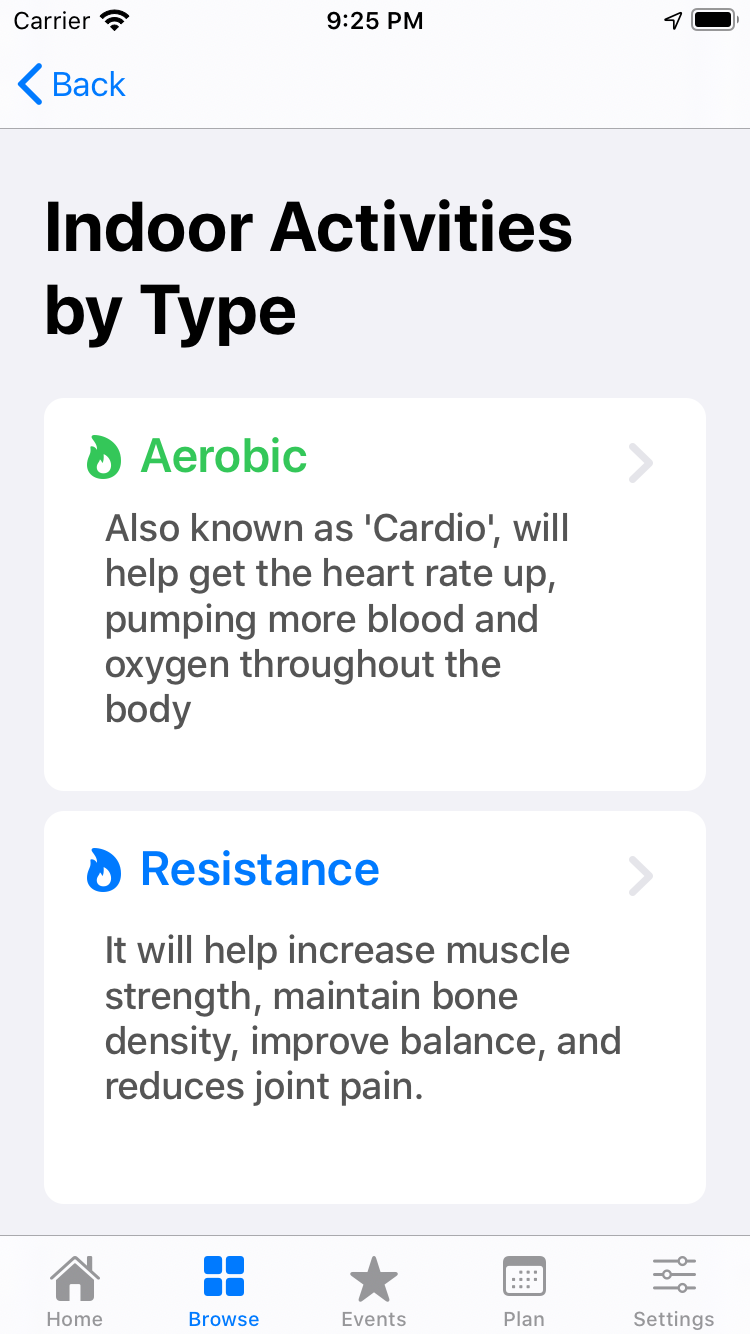 Carrier 9:25 PM
Back
Indoor Activities
by Type
Aerobic
Also known as 'Cardio', will
help get the heart rate up,
pumping more blood and
oxygen throughout the
body
Resistance
It will help increase muscle
strength, maintain bone
density, improve balance, and
reduces joint pain.
Home Browse Events Plan Settings